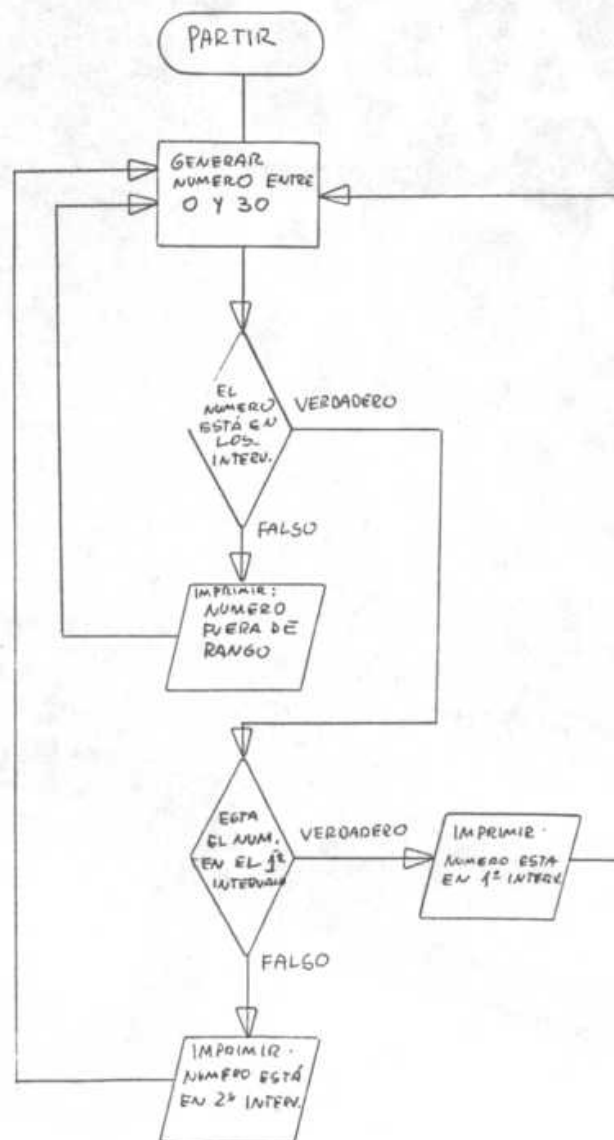 PARTIR
GENERAR
NUMERO ENTRE
0 Y 30
EL
NUMERO
ESTÁ EN
LOS
INTERV.
VERDADERO
FALSO
IMPRIMIR:
NUMERO
FUERA DE
RANGO
ESTA
EL NUM.
EN EL 1º
INTERVALO
VERDADERO
IMPRIMIR.
NUMERO ESTA
EN 1º INTERV.
FALSO
IMPRIMIR.
NUMERO ESTÁ
EN 2º INTERV.